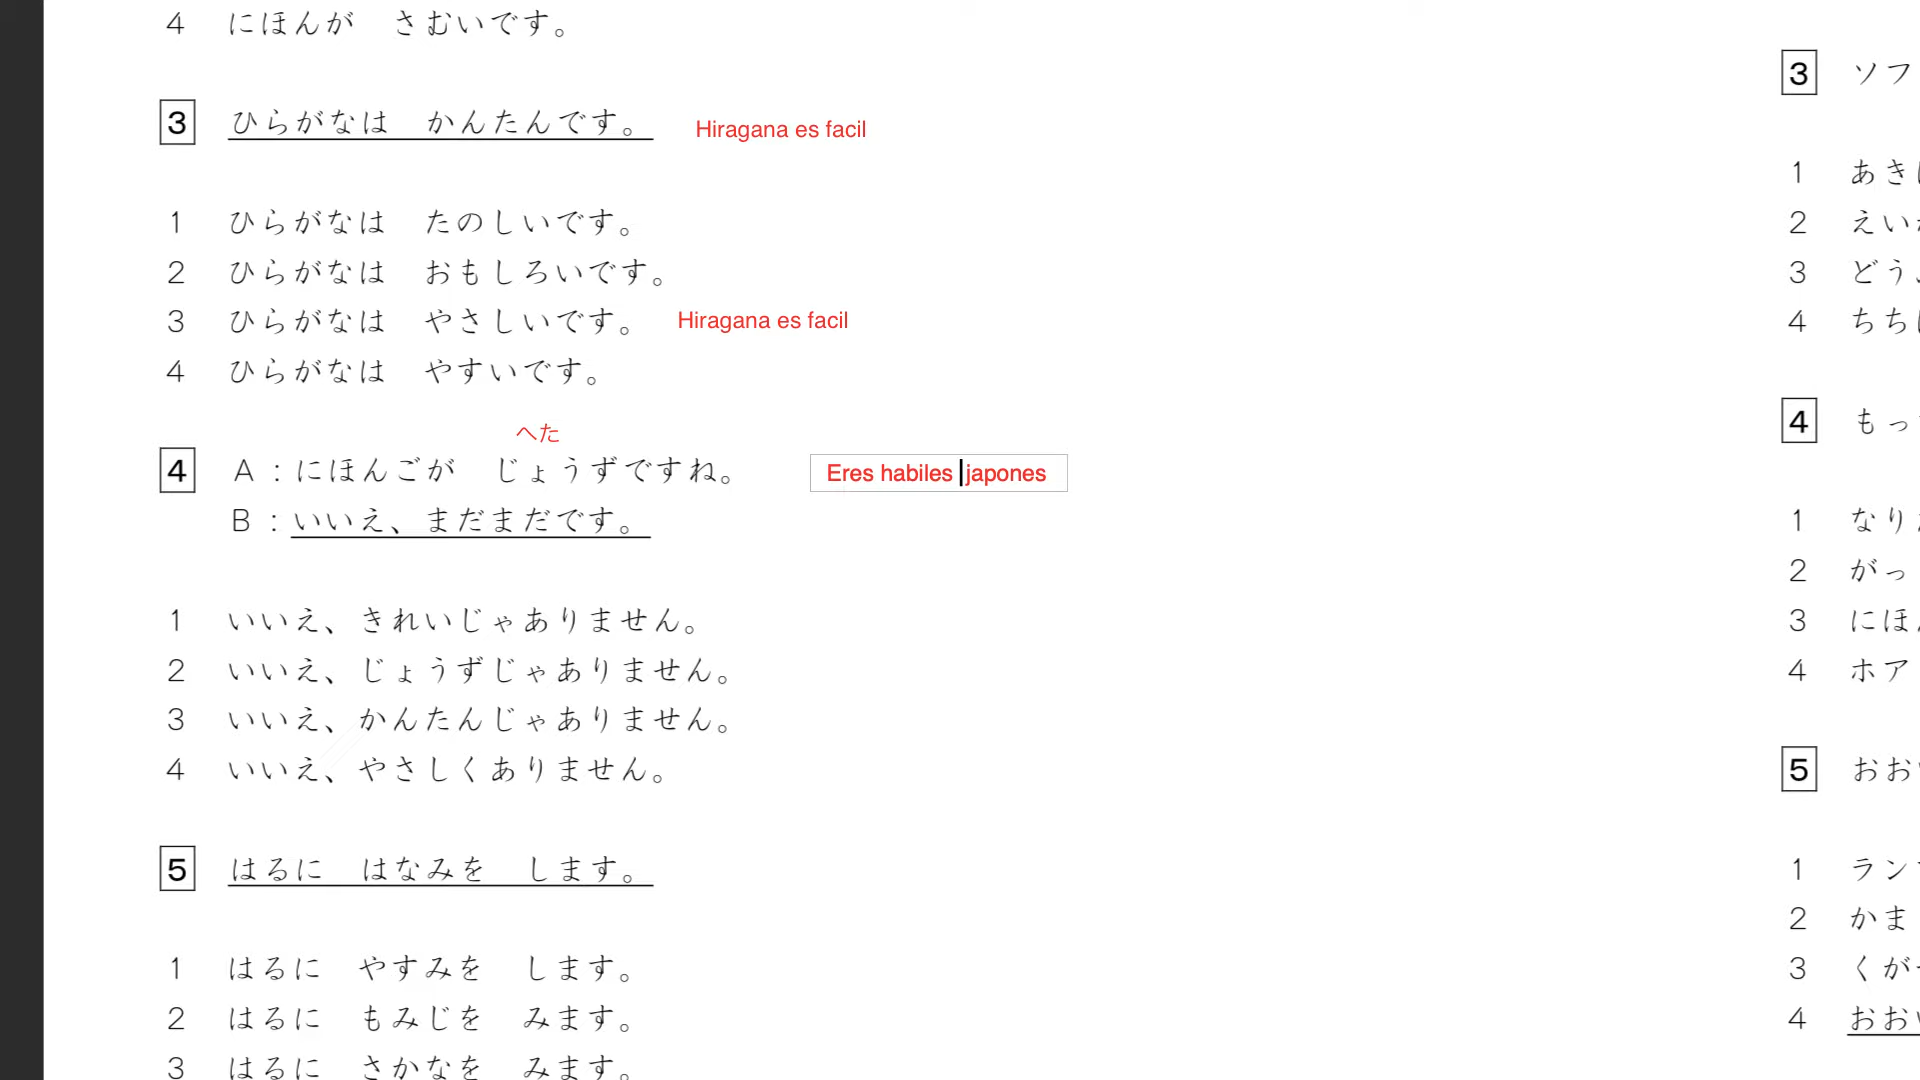 4 にほんが さむいです。
3 ひらがなは かんたんです。 Hiragana es facil
1 ひらがなは たのしいです。
2 ひらがなは おもしろいです。
3 ひらがなは やさしいです。 Hiragana es facil
4 ひらがなは やすいです。
へた
4 A:にほんごが じょうずですね。 Eres habiles japones
B:いいえ、まだまだです。
1 いいえ、きれいじゃありません。
2 いいえ、じょうずじゃありません。
3 いいえ、かんたんじゃありません。
4 いいえ、やさしくありません。
5 はるに はなみを します。
1 はるに やすみを します。
2 はるに もみじを みます。
3 はるに さかなを みます。
3 ソフ
1 あき
2 えい
3 どう
4 ちち
4 もっ
1 なり
2 がっ
3 にほ
4 ホア
5 おお
1 ラン
2 かま
3 くが
4 おお